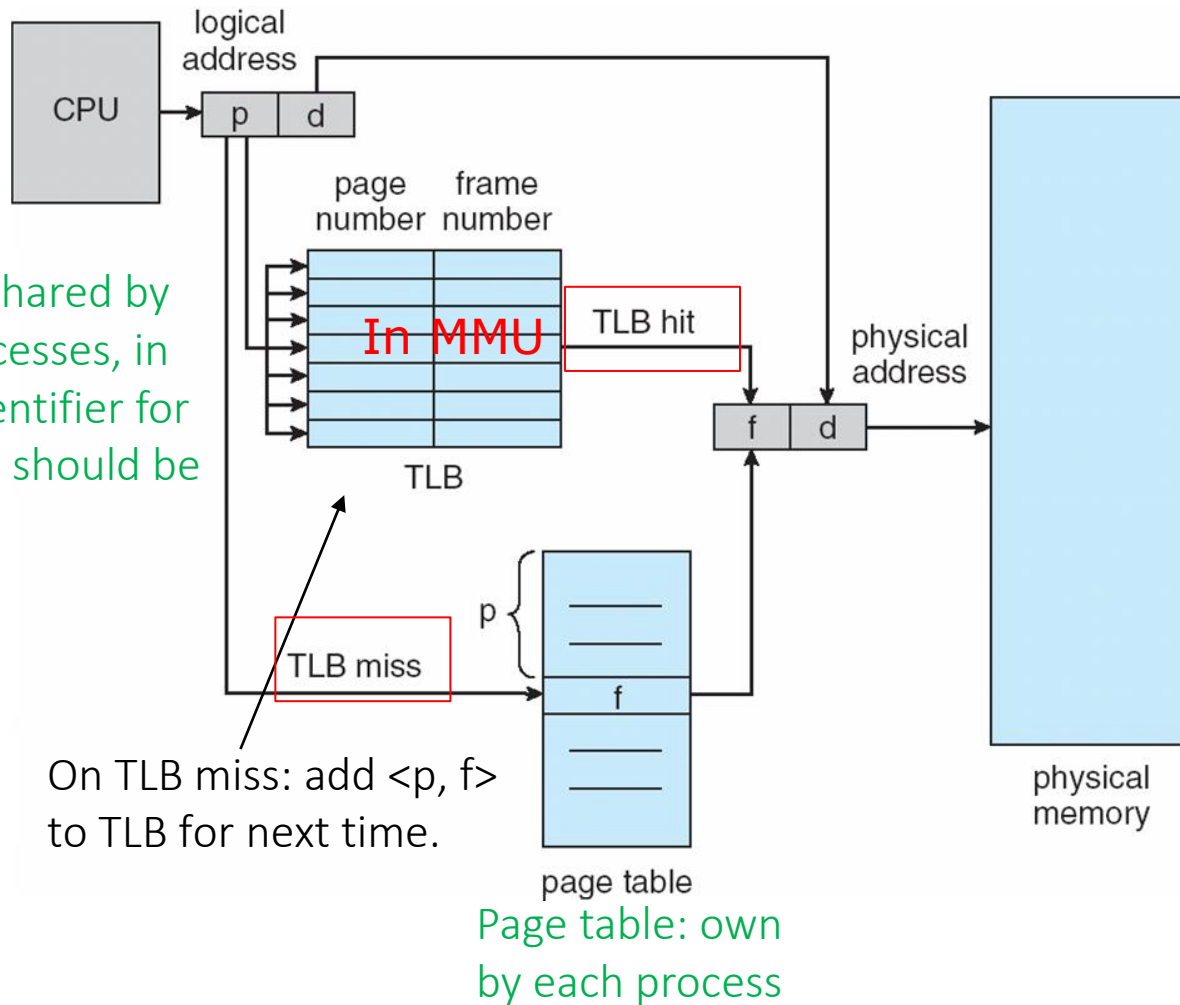 logical
address
CPU
p
d
page
number
frame
number
hared by
cesses, in
entifier for
should be
In MMU
TLB hit
TLB
physical
address
f
d
p
TLB miss
f
On TLB miss: add <p, f>
to TLB for next time.
physical
memory
page table
Page table: own
by each process